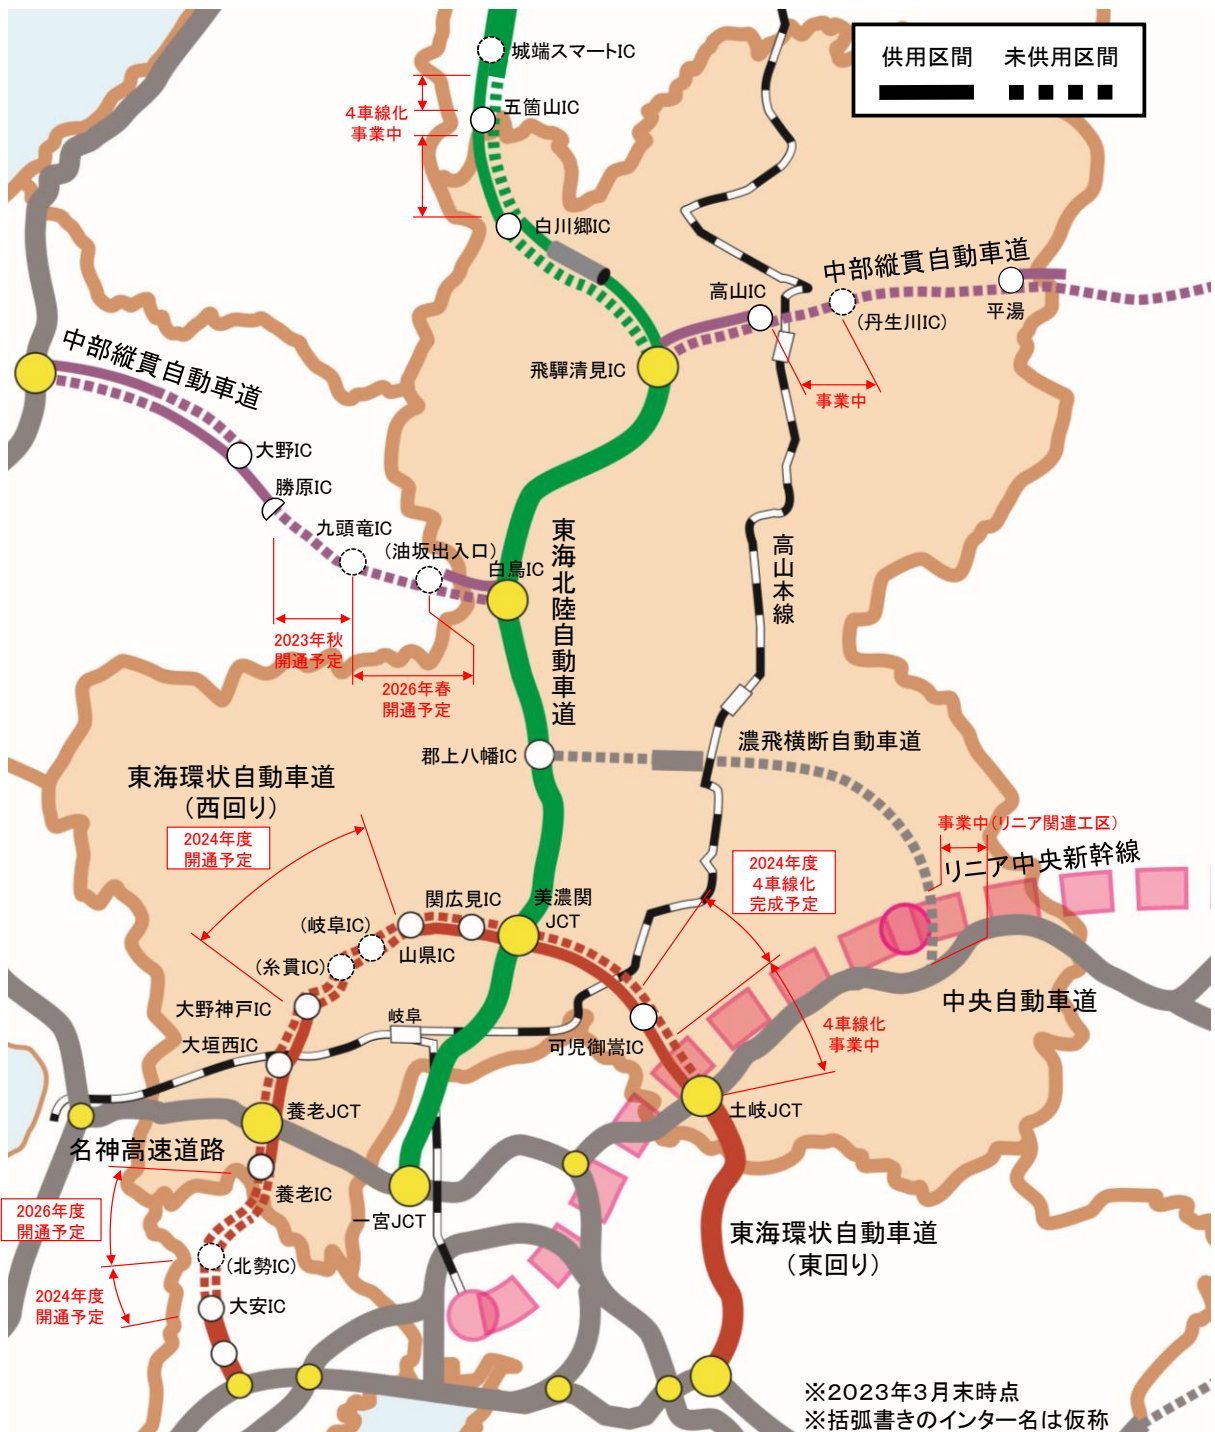 城端スマートIC
供用区間
未供用区間
4車線化
事業中
五箇山IC
白川郷IC
中部縦貫自動車道
高山IC
(丹生川IC)
平湯
飛騨清見IC
事業中
中部縦貫自動車道
大野IC
勝原IC
九頭竜IC
(油坂出入口)
白鳥IC
東海北陸自動車道
高山本線
2023年秋
開通予定
2026年春
開通予定
郡上八幡IC
濃飛横断自動車道
東海環状自動車道
(西回り)
2024年度
開通予定
事業中(リニア関連工区)
リニア中央新幹線
2024年度
4車線化
完成予定
関広見IC
美濃関
JCT
(岐阜IC)
山県IC
(糸貫IC)
大野神戸IC
岐阜
中央自動車道
大垣西IC
可児御嵩IC
4車線化
事業中
養老JCT
土岐JCT
名神高速道路
養老IC
一宮JCT
2026年度
開通予定
東海環状自動車道
(東回り)
(北勢IC)
2024年度
開通予定
大安IC
※2023年3月末時点
※括弧書きのインター名は仮称